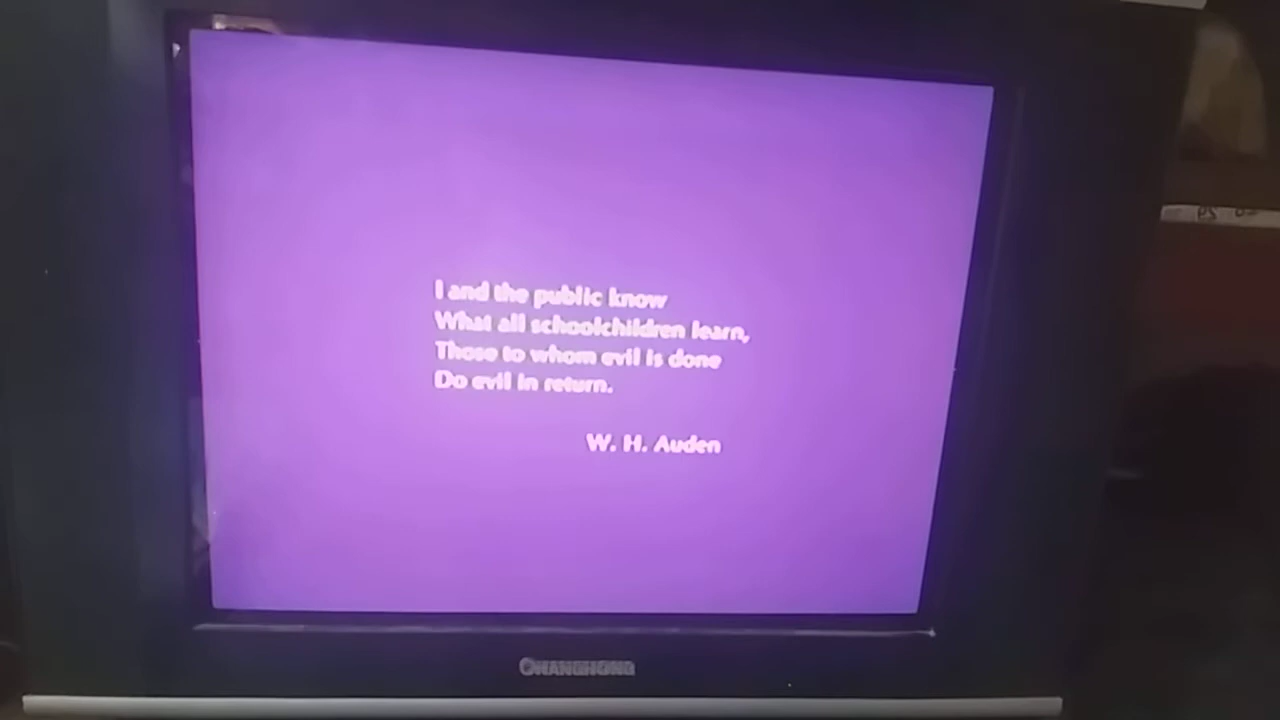 I and the public know
What all schoolchildren learn,
Those to whom evil is done
Do evil in return.
W. H. Auden
CHANGHONG